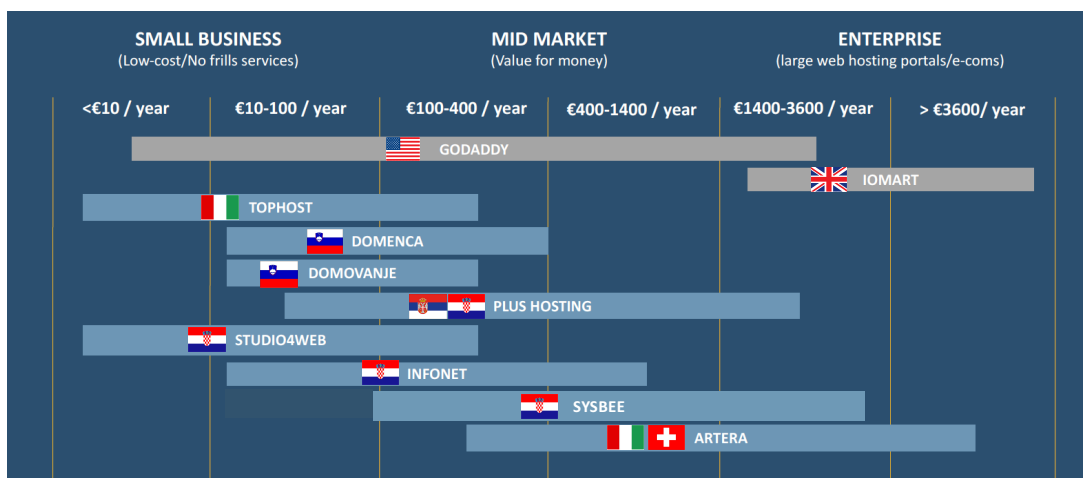 SMALL BUSINESS
(Low-cost/No frills services)
MID MARKET
(Value for money)
ENTERPRISE
(large web hosting portals/e-coms)
<€10 / year
€10-100 / year
€100-400 / year
€400-1400 / year
€1400-3600 / year
> €3600/ year
GODADDY
IOMART
TOPHOST
DOMENCA
DOMOVANJE
PLUS HOSTING
STUDIO4WEB
INFONET
SYSBEE
ARTERA